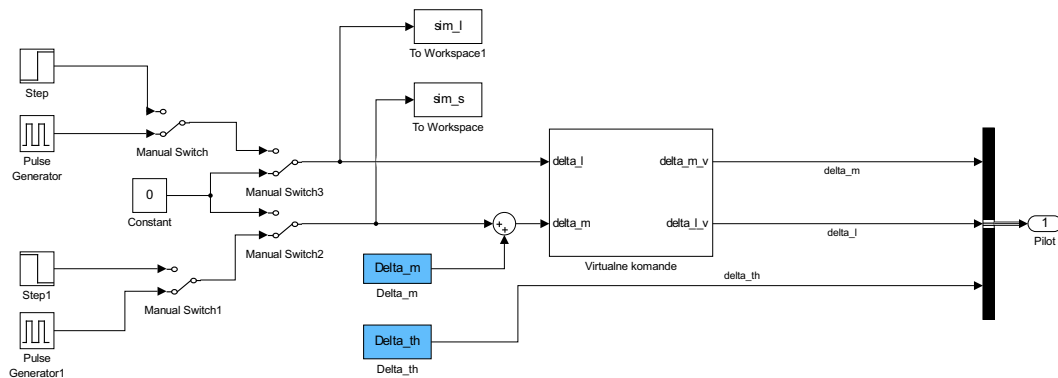 sim_l
To Workspace1
Step
sim_s
To Workspace
Pulse
Generator
Manual Switch
delta_l
delta_m_v
delta_m
Manual Switch3
0
Constant
+
+
delta_m
delta_l_v
delta_l
1
Pilot
Manual Switch2
Virtualne komande
Delta_m
Delta_m
delta_th
Step1
Manual Switch1
Pulse
Generator1
Delta_th
Delta_th